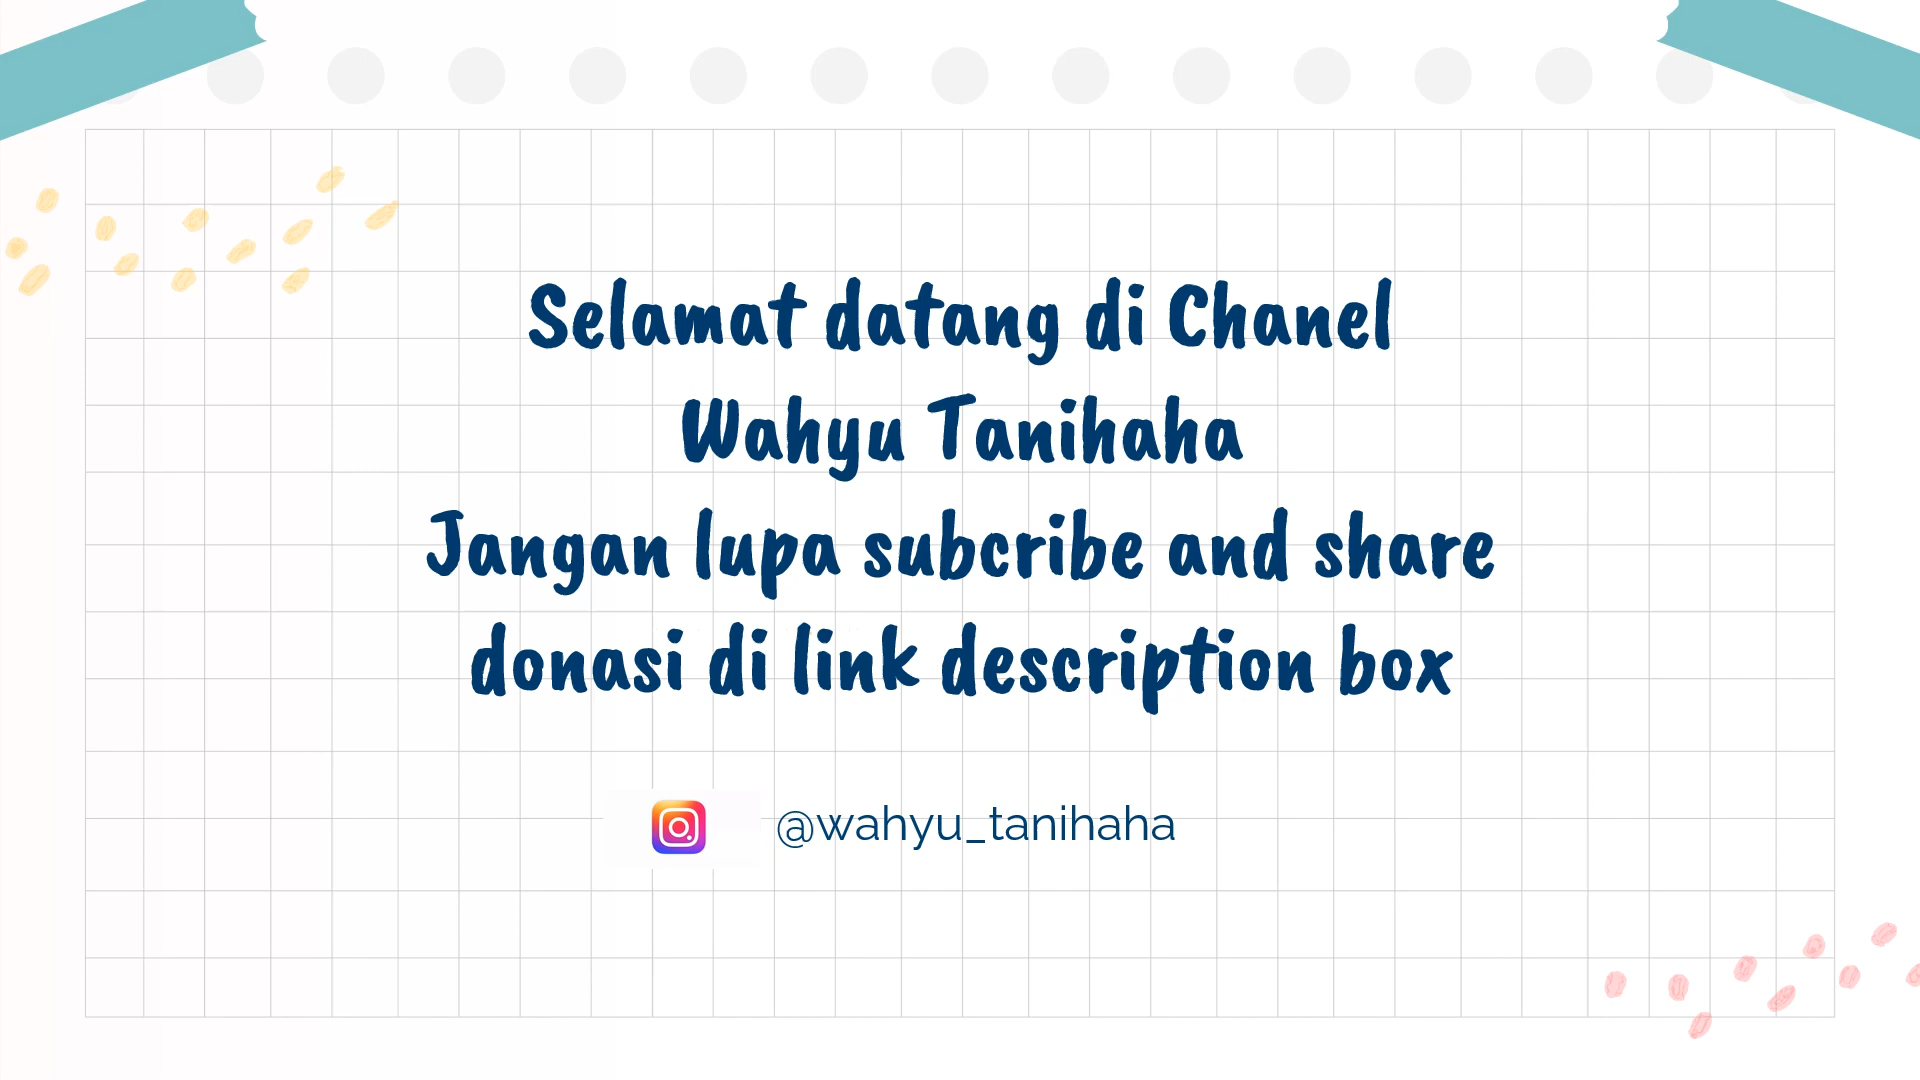 Selamat datang di Chanel
Wahyu Tanihaha
Jangan lupa subcribe and share
donasi di link description box
@wahyu_tanihaha